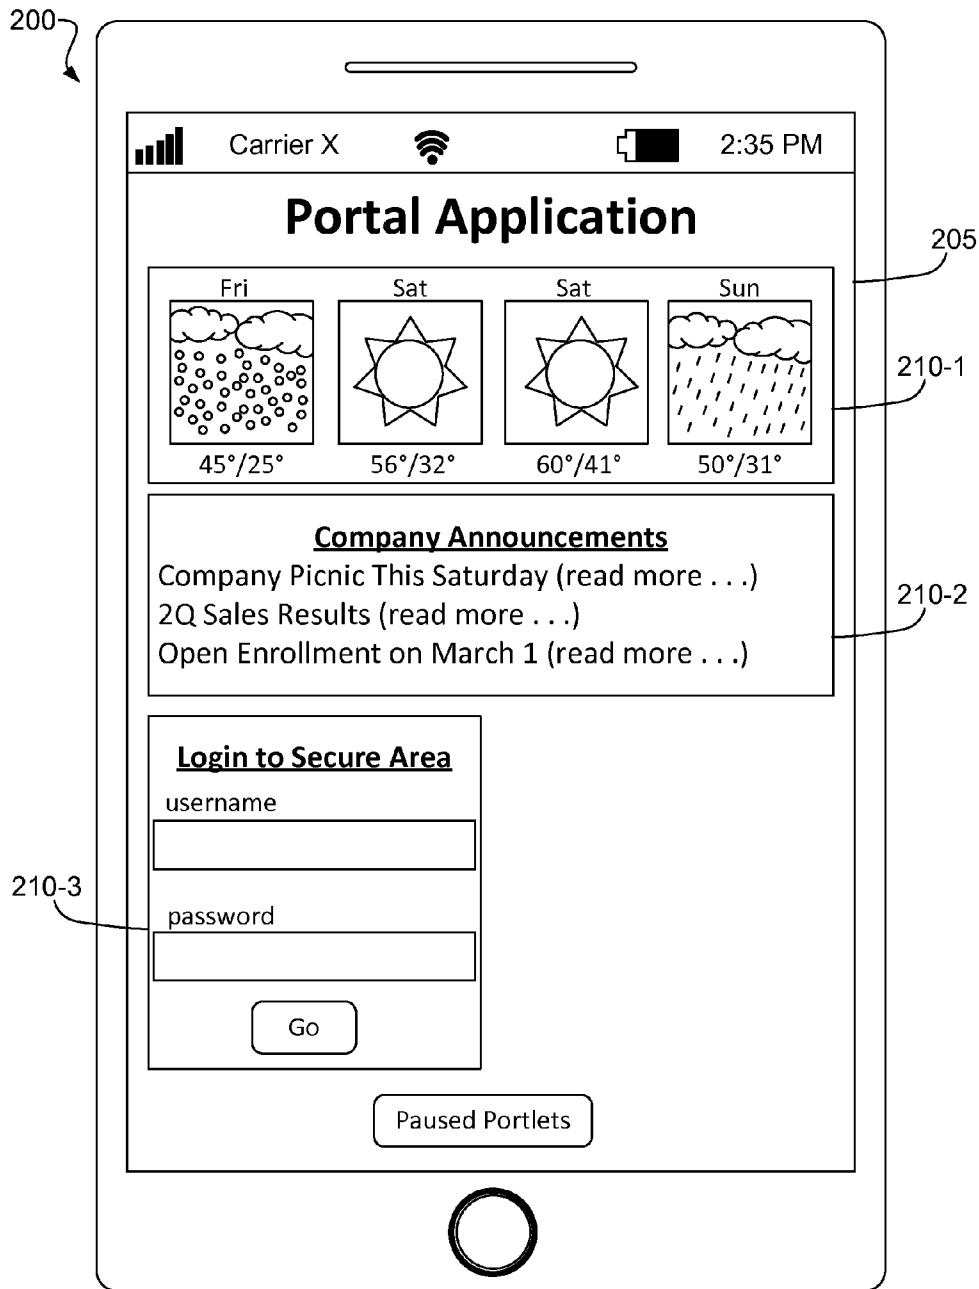 200
Carrier X 2:35 PM
Portal Application
205
Fri Sat Sat Sun
210-1
45°/25° 56°/32° 60°/41° 50°/31°
Company Announcements
Company Picnic This Saturday (read more . . .)
210-2
2Q Sales Results (read more . . .)
Open Enrollment on March 1 (read more . . .)
Login to Secure Area
username
210-3
password
Go
Paused Portlets